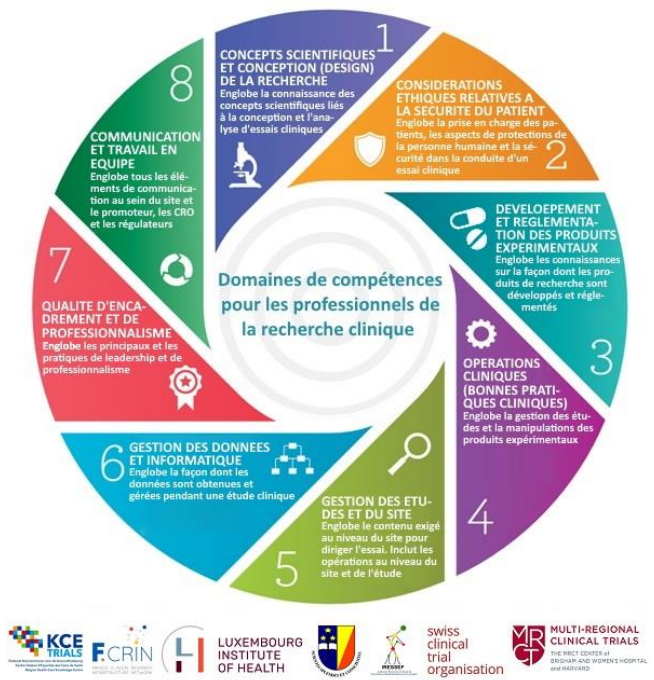 1
CONCEPTS SCIENTIFIQUES
ET CONCEPTION (DESIGN)
DE LA RECHERCHE
Englobe la connaissance des
concepts scientifiques liés
à la conception et l'ana-
lyse d'essais cliniques
CONSIDERATIONS
ETHIQUES RELATIVES A
LA SECURITE DU PATIENT
Englobe la prise en charge des pa-
tients, les aspects de protections de
la personne humaine et la sé-
curité dans la conduite d'un
essai clinique
2
DEVELOEPEMENT
ET REGLEMENTA-
TION DES PRODUITS
EXPERIMENTAUX
Englobe les connaissances
sur la façon dont les pro-
duits de recherche sont
développés et régle-
mentés
3
OPERATIONS
CLINIQUES
(BONNES PRATI-
QUES CLINIQUES)
Englobe la gestion des étu-
des et la manipulations des
produits expérimentaux
4
GESTION DES ETU-
DES ET DU SITE
Englobe le contenu exigé
au niveau du site pour
diriger l'essai. Inclut les
opérations au niveau du
site et de l'étude
5
6
GESTION DES DONNEES
ET INFORMATIQUE
Englobe la façon dont les
données sont obtenues et
gérées pendant une étude clinique
7
QUALITE D'ENCA-
DREMENT ET DE
PROFESSIONNALISME
Englobe les principaux et les
pratiques de leadership et de
professionnalisme
8
COMMUNICATION
ET TRAVAIL EN
EQUIPE
Englobe tous les élé-
ments de communica-
tion au sein du site et
le promoteur, les CRO
et les régulateurs
Domaines de compétences
pour les professionnels de
la recherche clinique
KCE
TRIALS
F-CRIN
FRENCH CLINICAL RESEARCH
INFRASTRUCTURE NETWORK
LUXEMBOURG
INSTITUTE
OF HEALTH
swiss
clinical
trial
organisation
MRCT
MULTI-REGIONAL
CLINICAL TRIALS
THE MRCT CENTER of
BRIGHAM AND WOMEN'S HOSPITAL
and HARVARD